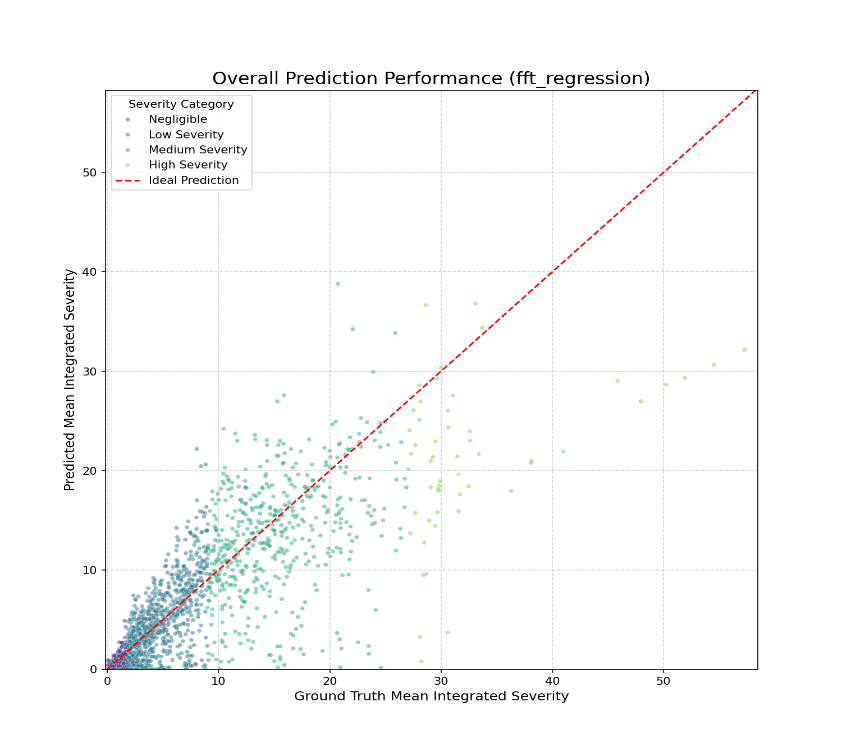 Overall Prediction Performance (fft_regression)
Severity Category
Negligible
Low Severity
Medium Severity
High Severity
Ideal Prediction
Predicted Mean Integrated Severity
50
40
30
20
10
0
0 10 20 30 40 50
Ground Truth Mean Integrated Severity